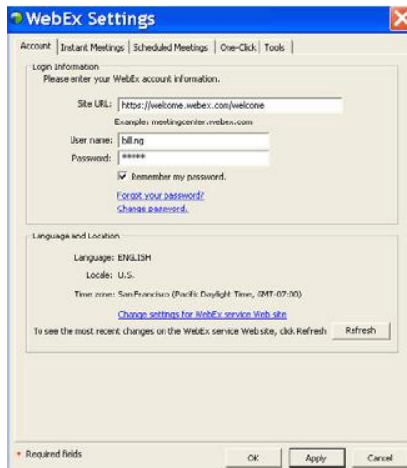 WebEx Settings
Account Instant Meetings Scheduled Meetings One-Click Tools
Login Information
Please enter your WebEx account information.
Site URL: https://welcome.webex.com/welcome
Example: meetingcenter.webex.com
User name: bill.ng
Password: *****
Remember my password.
Forgot your password?
Change password.
Language and Location
Language: ENGLISH
Locale: U.S.
Time zone: San Francisco (Pacific Daylight Time, GMT-07:00)
Change settings for WebEx service Web site
To see the most recent changes on the WebEx service Web site, click Refresh Refresh
* Required fields OK Apply Cancel